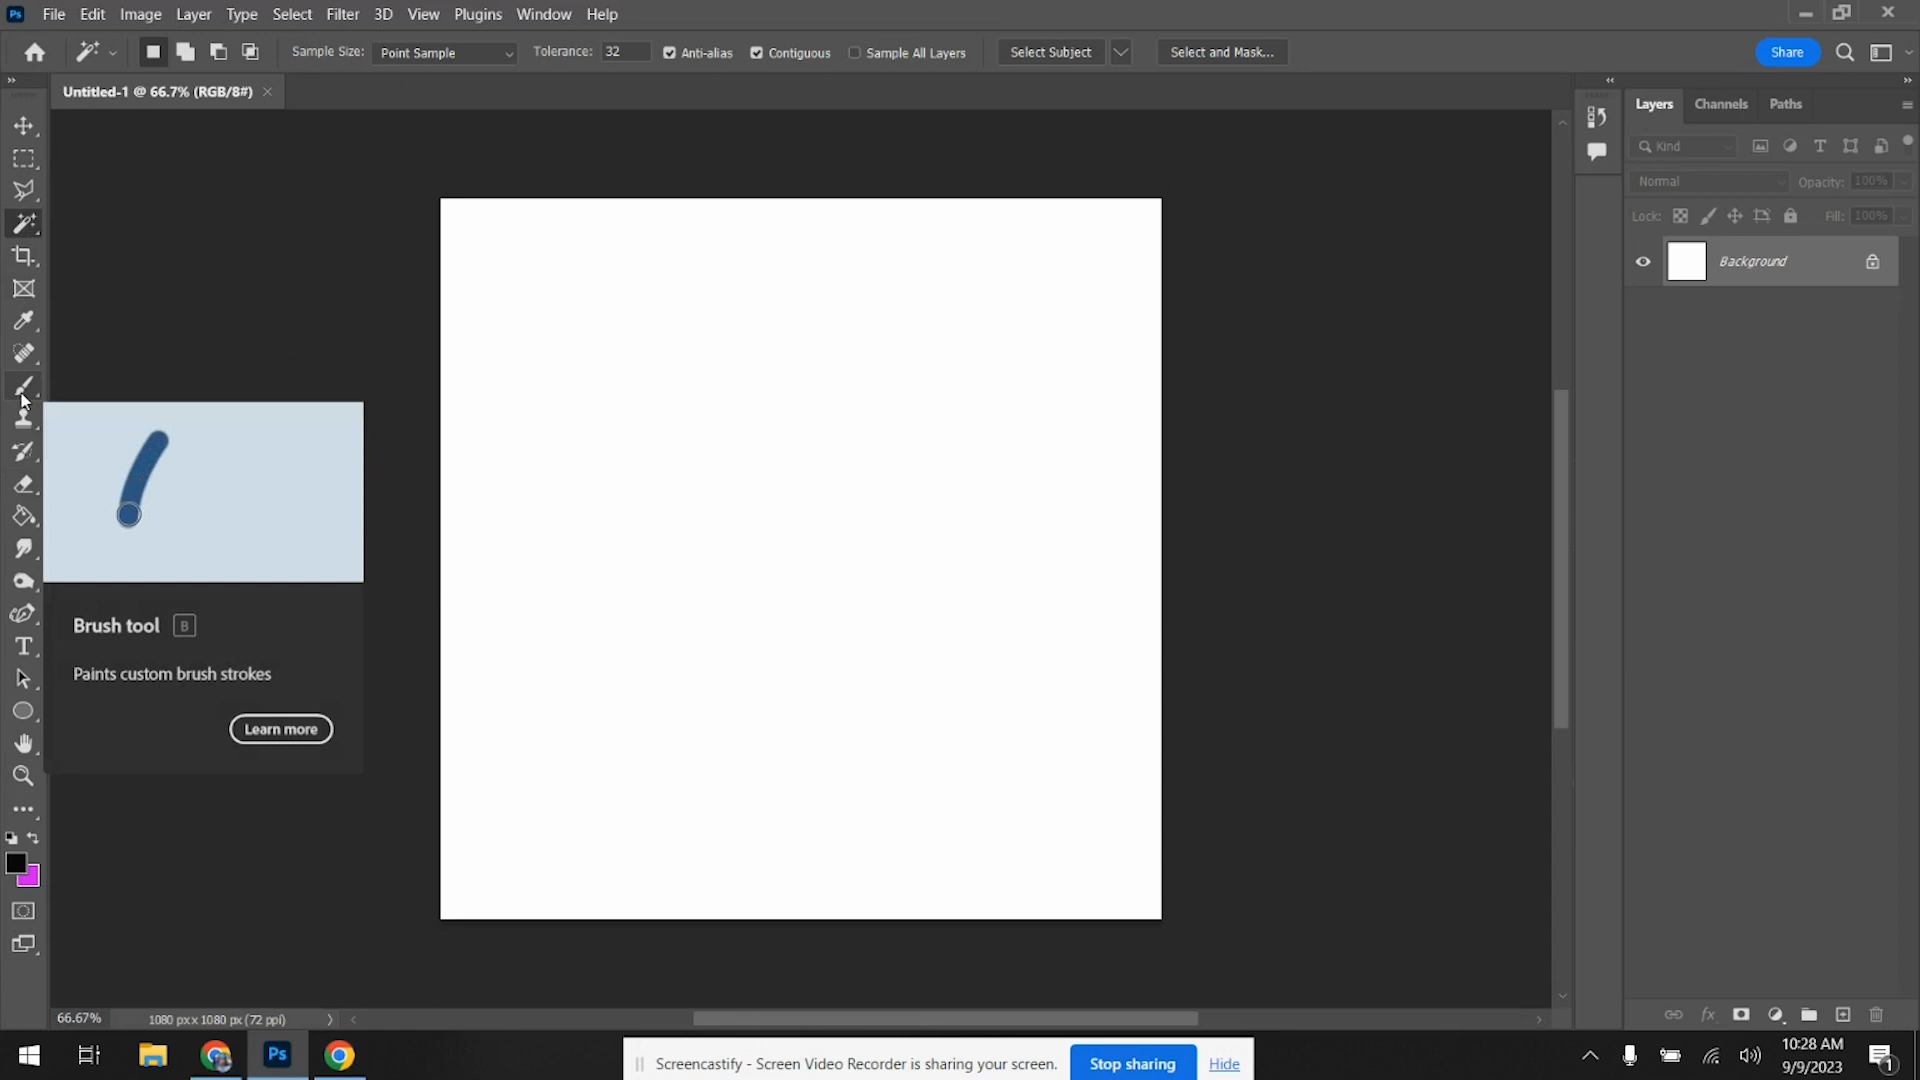 Ps File Edit Image Layer Type Select Filter 3D View Plugins Window Help
Sample Size: Point Sample Tolerance: 32 Anti-alias Contiguous Sample All Layers Select Subject Select and Mask... Share
Untitled-1 @ 66.7% (RGB/8#)
Layers Channels Paths
Kind
Normal Opacity: 100%
Lock: Fill: 100%
Background
Brush tool B
Paints custom brush strokes
Learn more
66.67% 1080 px x 1080 px (72 ppi)
fx
Ps
Screencastify - Screen Video Recorder is sharing your screen. Stop sharing Hide
10:28 AM
9/9/2023
1